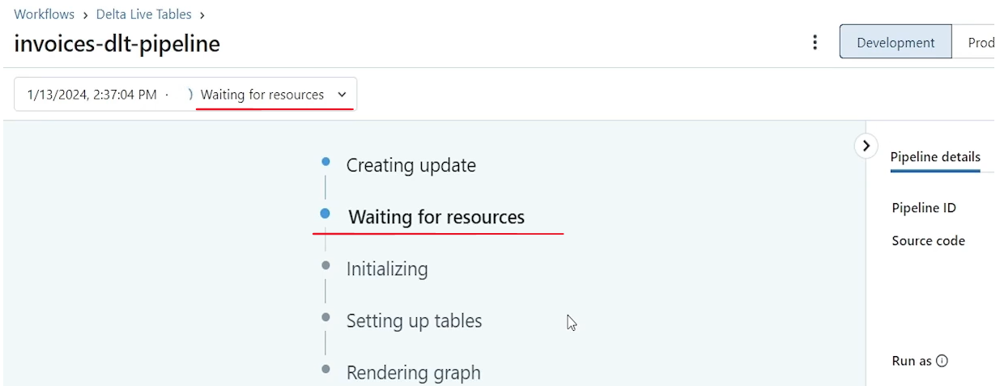 Workflows › Delta Live Tables ›
invoices-dlt-pipeline
Development Prod
1/13/2024, 2:37:04 PM · Waiting for resources
Creating update
Waiting for resources
Initializing
Setting up tables
Rendering graph
Pipeline details
Pipeline ID
Source code
Run as